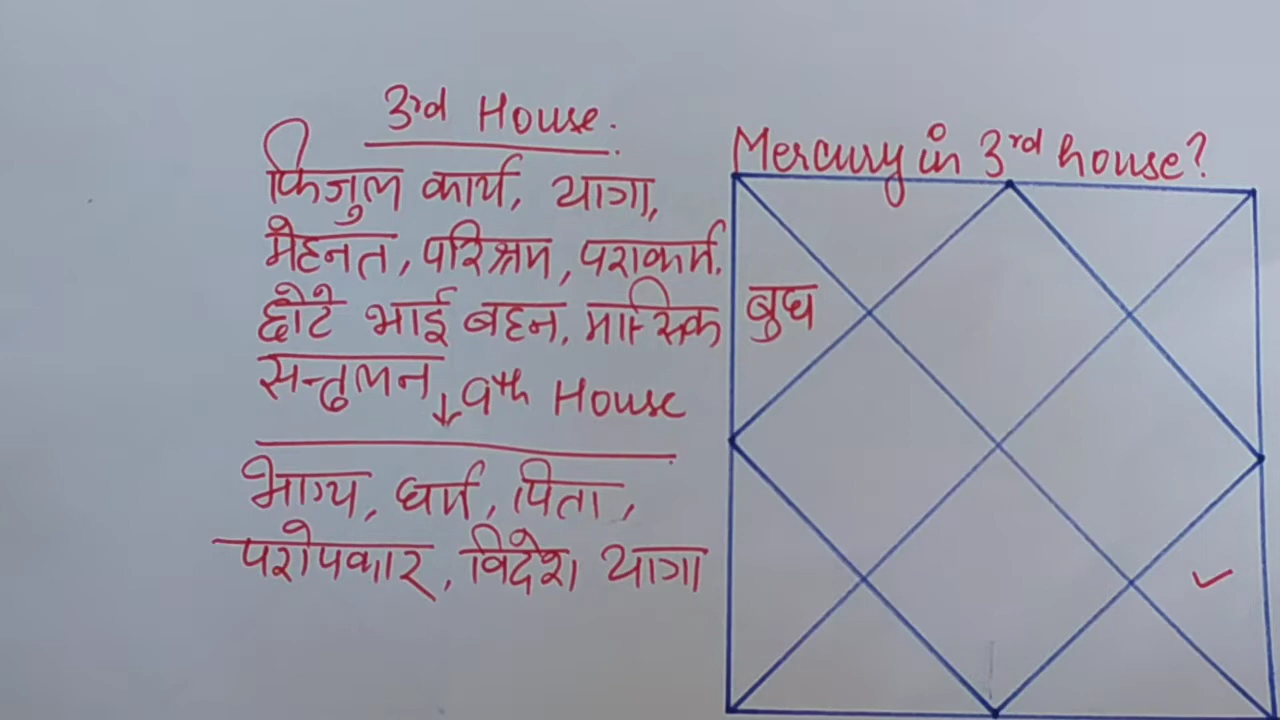 3rd House.
फिजुल कार्य, यागा,
मेहनत, परिश्रम, पराकर्म.
छोटे भाई बहन, मानसिक
सन्तुलन, 9th House
भाग्य, धर्म, पिता,
परोपकार, विदेश यागा
Mercury in 3rd house?
बुध